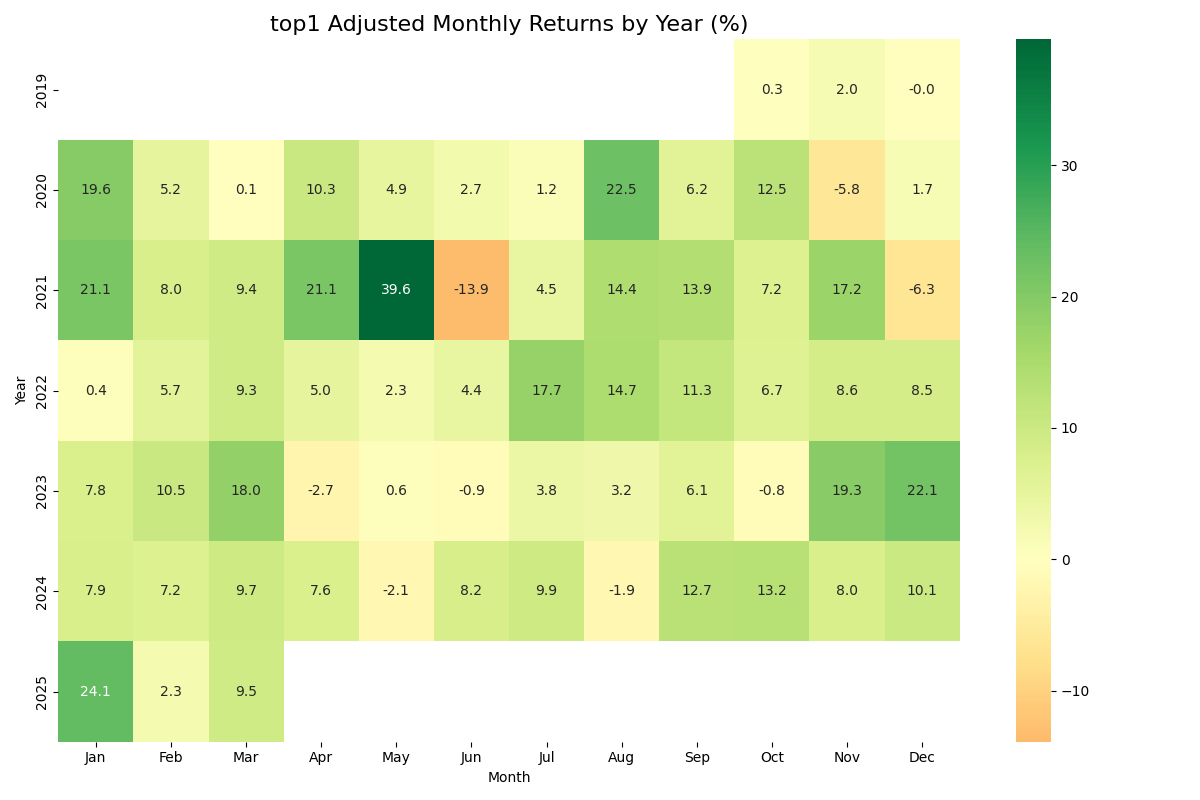 top1 Adjusted Monthly Returns by Year (%)
2019 0.3 2.0 -0.0
2020 19.6 5.2 0.1 10.3 4.9 2.7 1.2 22.5 6.2 12.5 -5.8 1.7
2021 21.1 8.0 9.4 21.1 39.6 -13.9 4.5 14.4 13.9 7.2 17.2 -6.3
2022 0.4 5.7 9.3 5.0 2.3 4.4 17.7 14.7 11.3 6.7 8.6 8.5
2023 7.8 10.5 18.0 -2.7 0.6 -0.9 3.8 3.2 6.1 -0.8 19.3 22.1
2024 7.9 7.2 9.7 7.6 -2.1 8.2 9.9 -1.9 12.7 13.2 8.0 10.1
2025 24.1 2.3 9.5
Jan Feb Mar Apr May Jun Jul Aug Sep Oct Nov Dec
Month
Year
30
20
10
0
−10